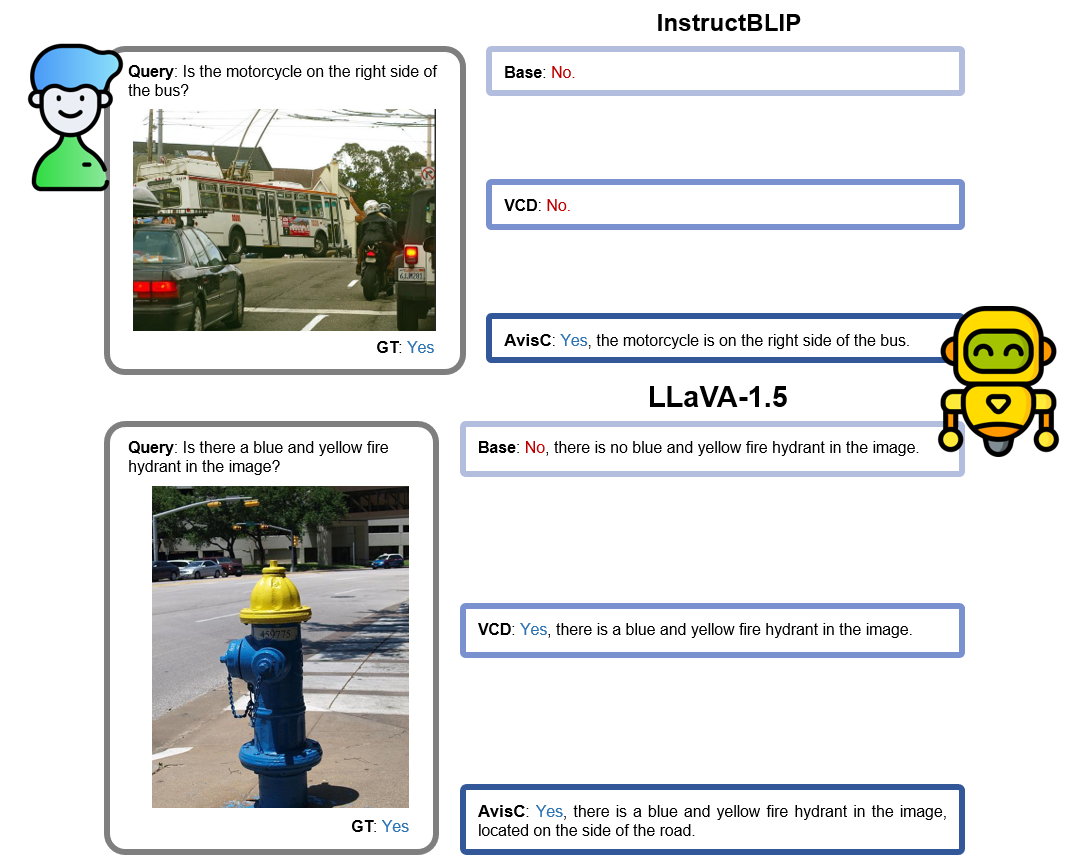 InstructBLIP
Query: Is the motorcycle on the right side of
the bus?
GT: Yes
Base: No.
VCD: No.
AvisC: Yes, the motorcycle is on the right side of the bus.
LLaVA-1.5
Query: Is there a blue and yellow fire
hydrant in the image?
459775
GT: Yes
Base: No, there is no blue and yellow fire hydrant in the image.
VCD: Yes, there is a blue and yellow fire hydrant in the image.
AvisC: Yes, there is a blue and yellow fire hydrant in the image,
located on the side of the road.